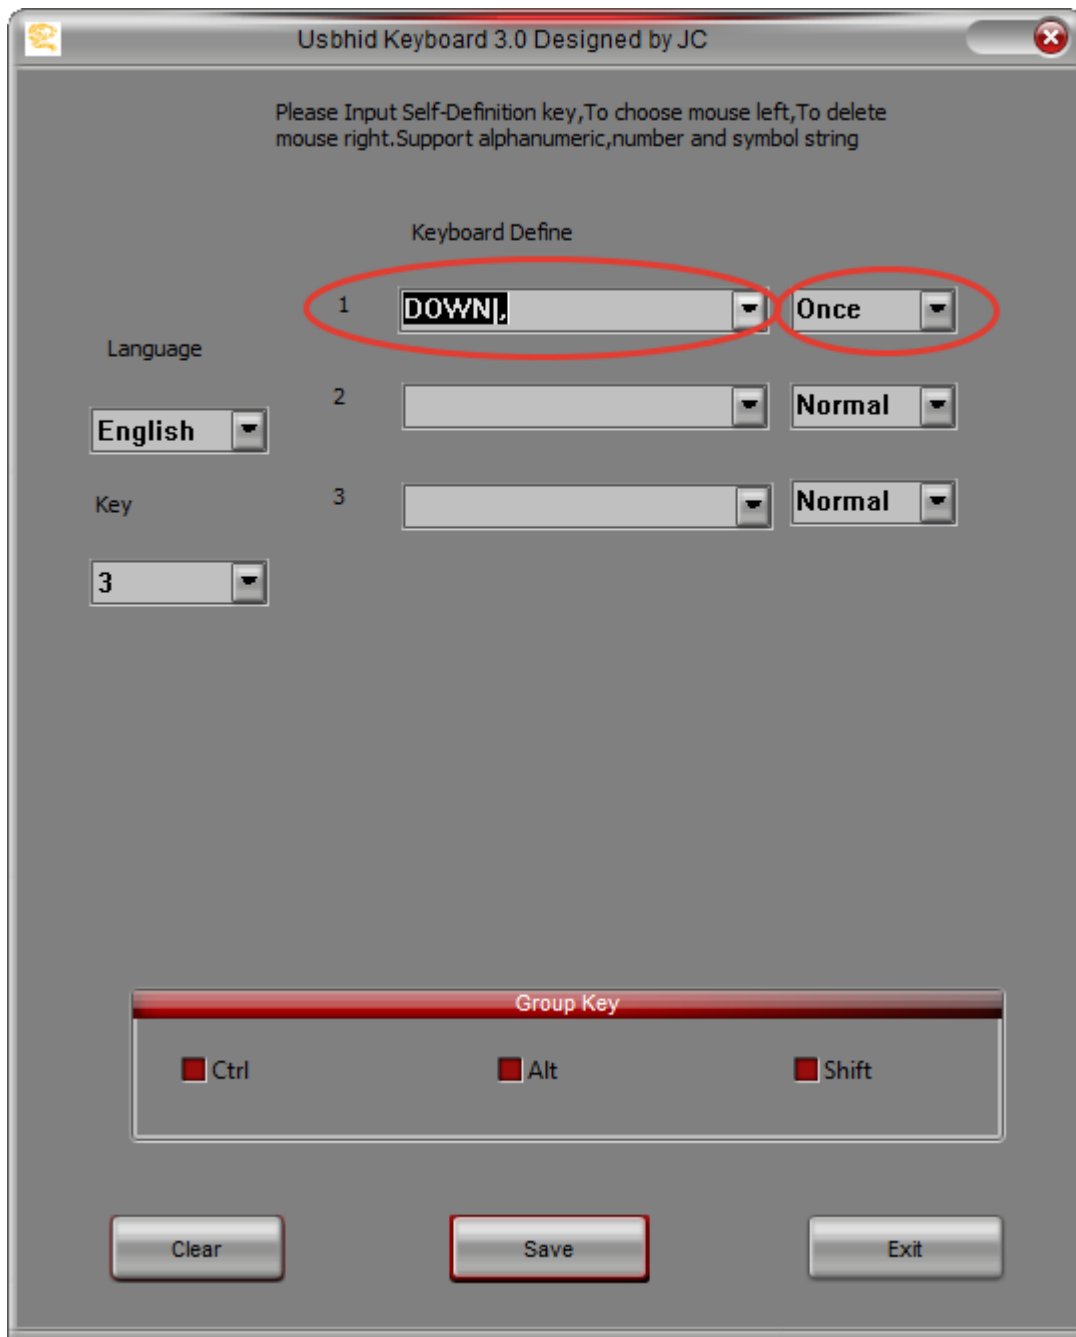 Usbhid Keyboard 3.0 Designed by JC
Please Input Self-Definition key,To choose mouse left,To delete
mouse right.Support alphanumeric,number and symbol string
Keyboard Define
1 DOWN|, Once
Language
2 Normal
English
Key
3 Normal
3
Group Key
Ctrl Alt Shift
Clear Save Exit